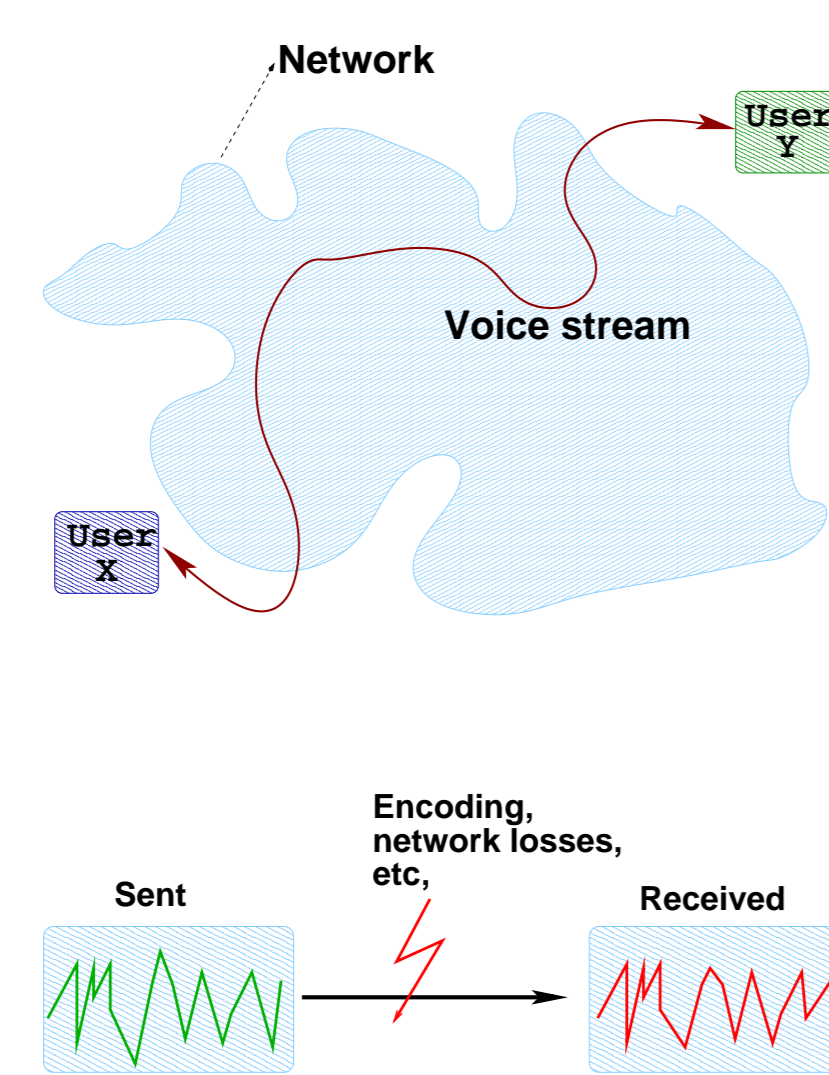 Network
User
Y
Voice stream
User
X
Encoding,
network losses,
etc,
Sent
Received